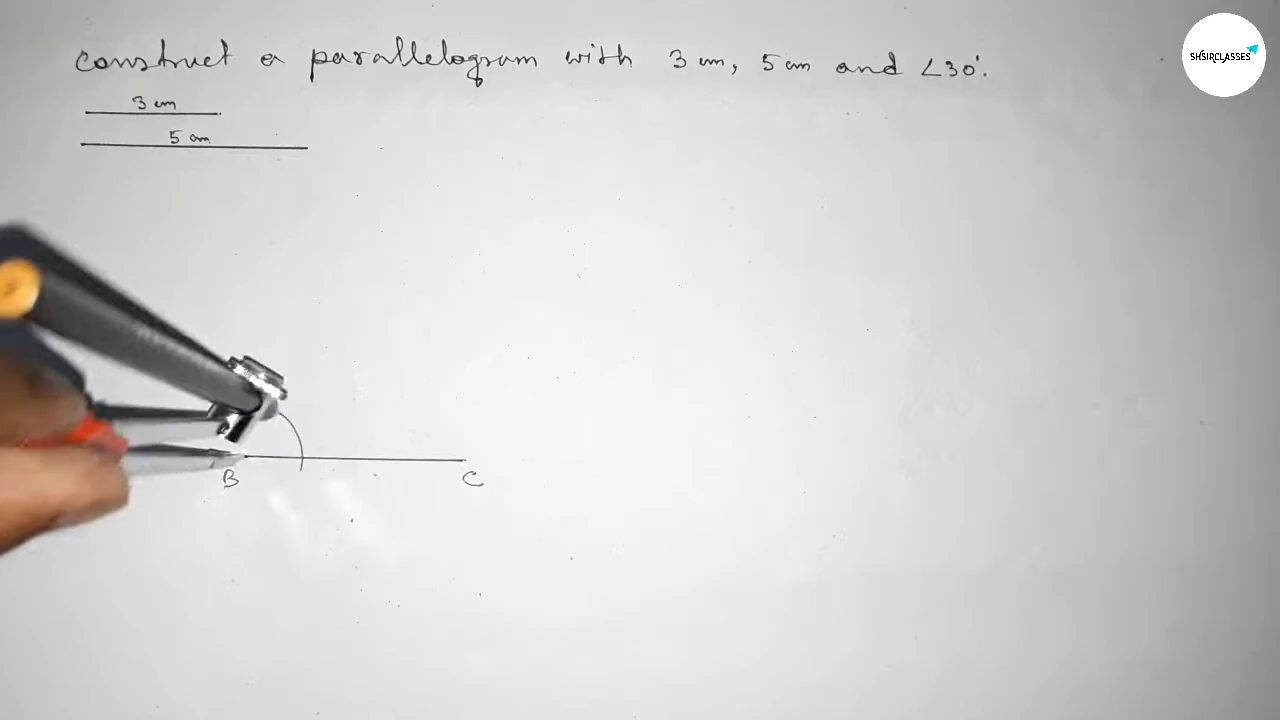 construct a parallelogram with 3 cm, 5 cm and ∠30°.
3 cm
5 cm
B C
SHSIRCLASSES